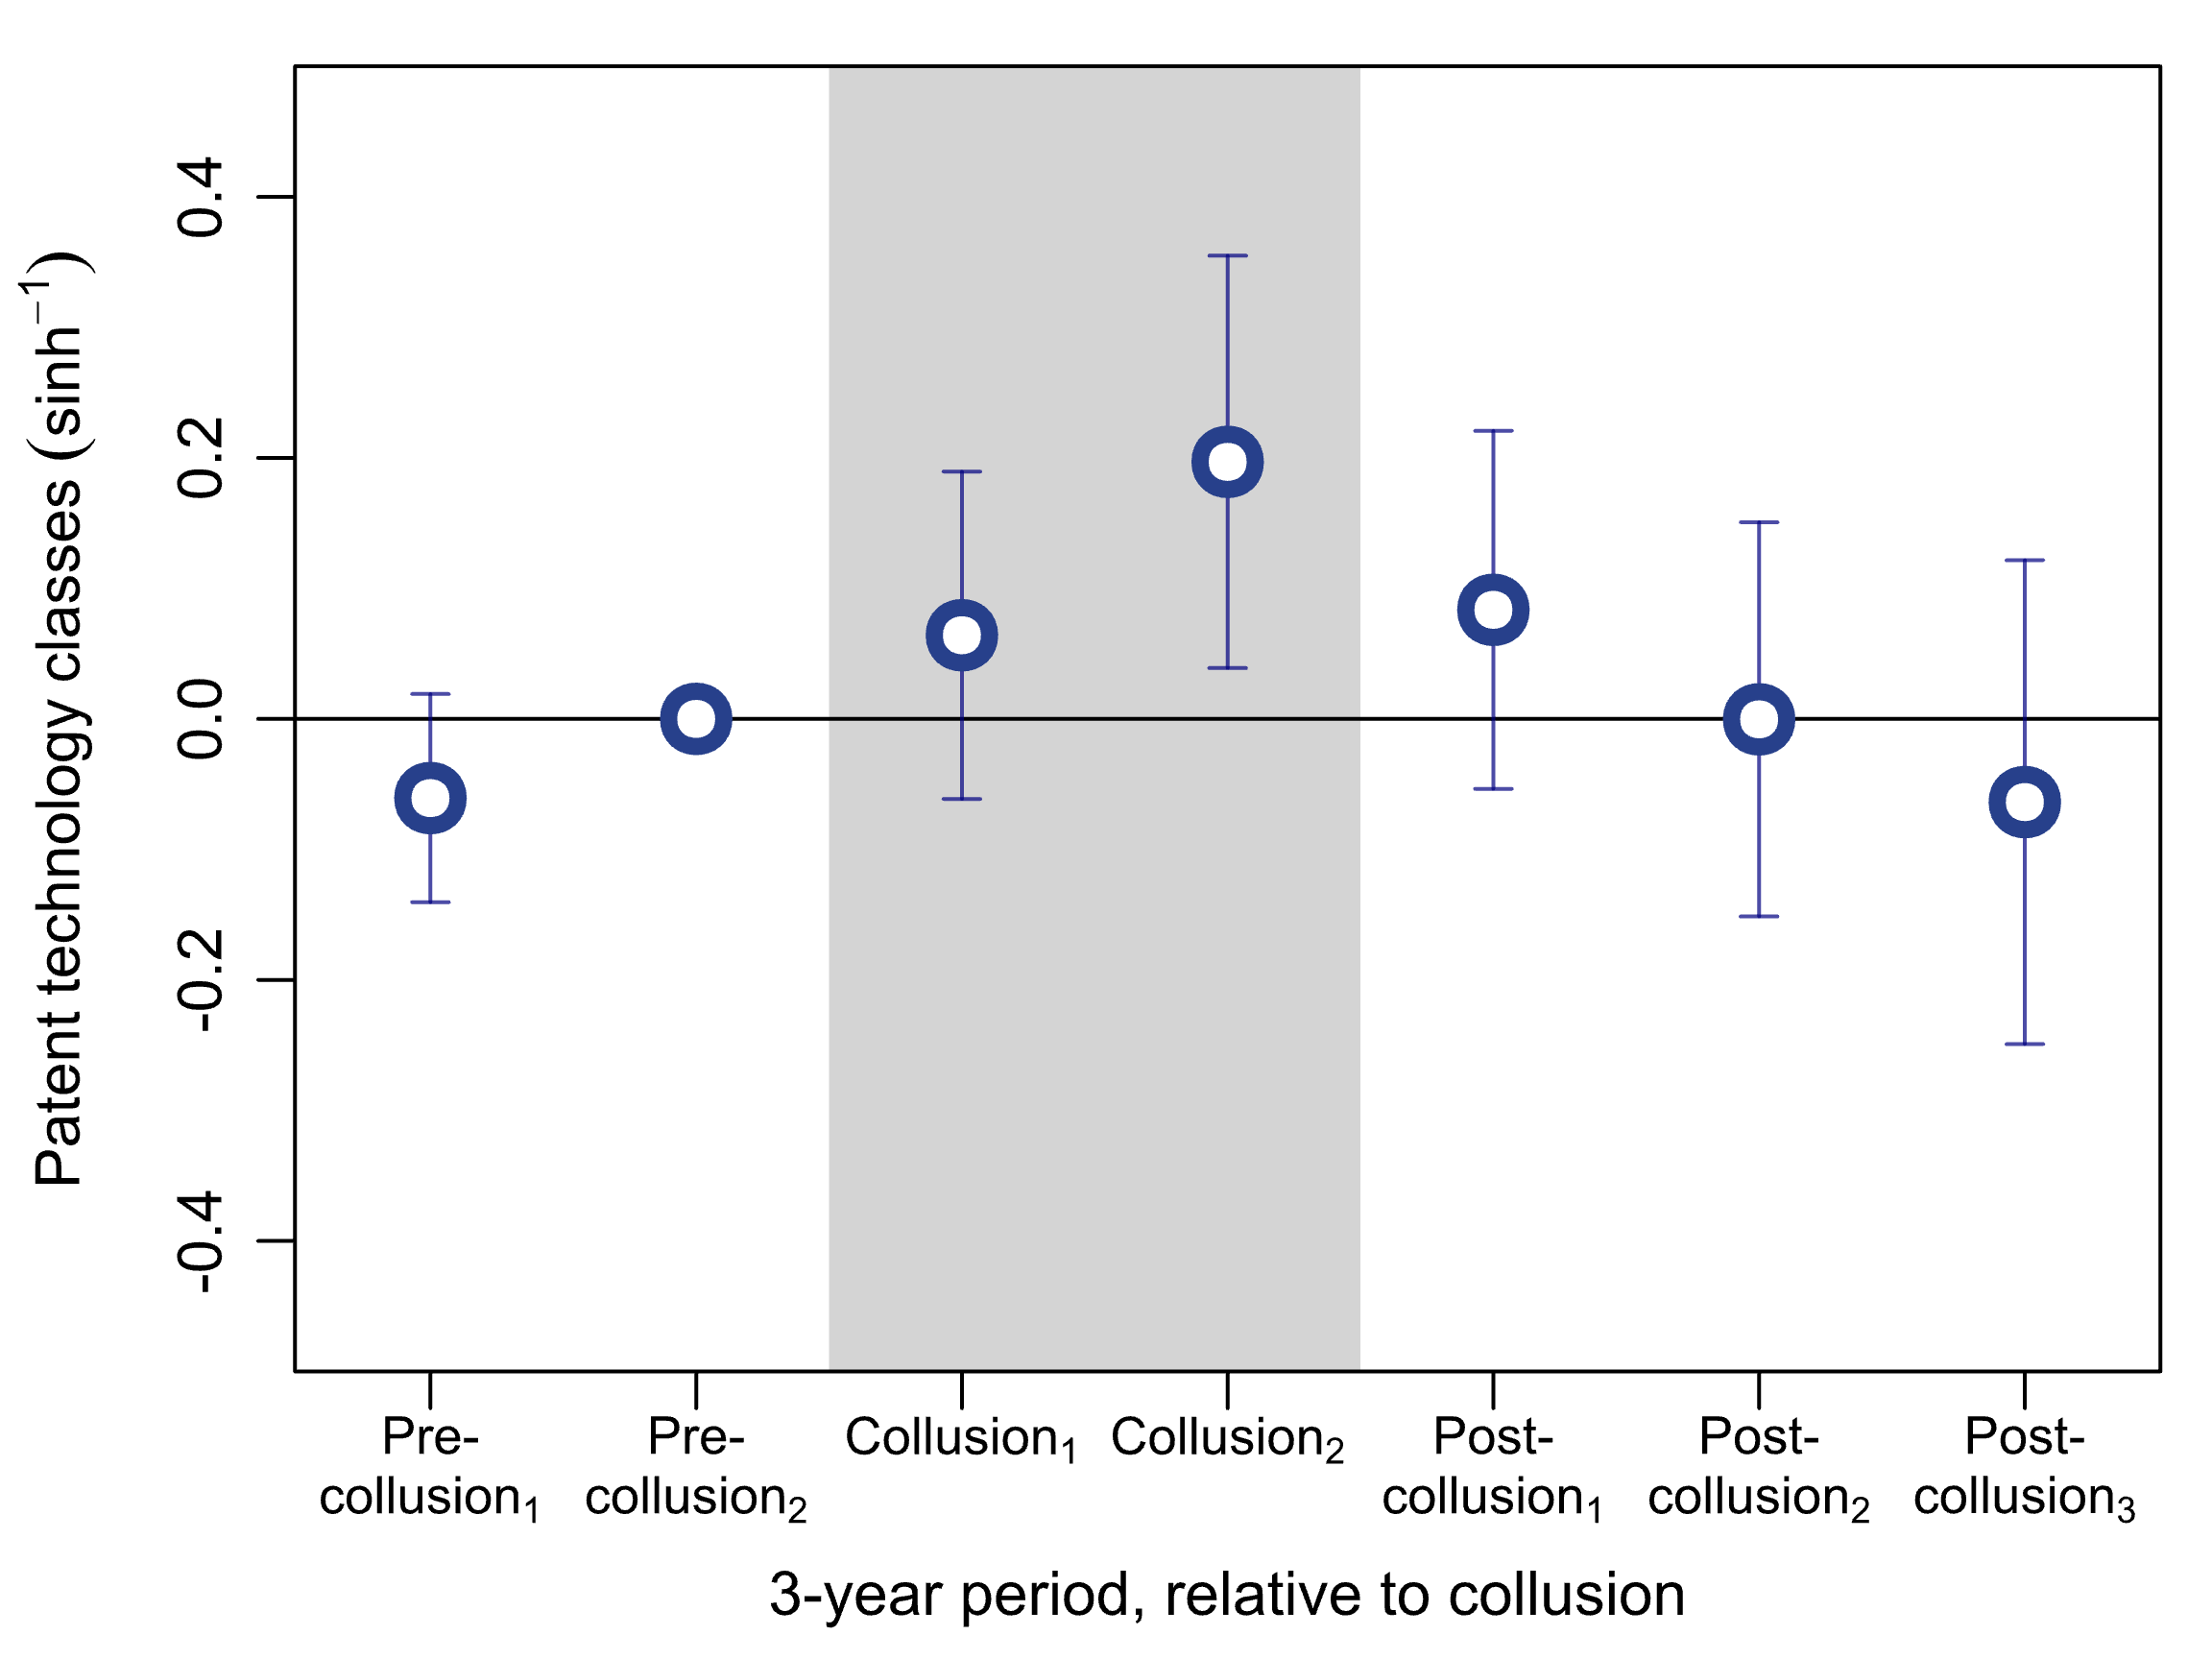 Patent technology classes (sinh⁻¹)
0.4
0.2
0.0
-0.2
-0.4
Pre-
collusion₁
Pre-
collusion₂
Collusion₁
Collusion₂
Post-
collusion₁
Post-
collusion₂
Post-
collusion₃
3-year period, relative to collusion